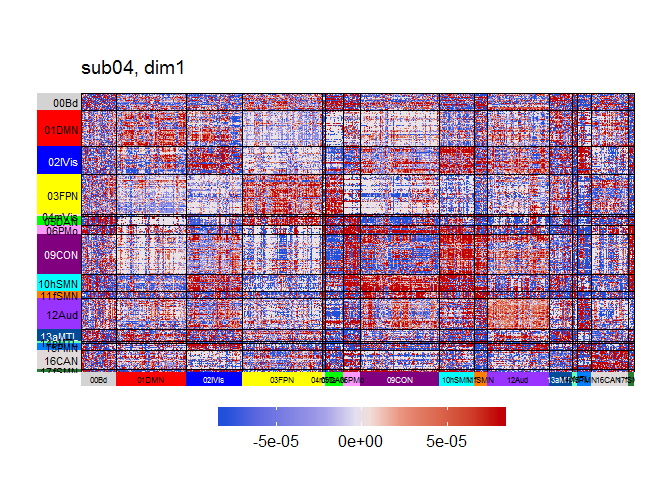 sub04, dim1
00Bd
01DMN
02lVis
03FPN
09CON
10hSMN
11fSMN
12Aud
13aMTL
16CAN
00Bd 01DMN 02lVis 03FPN 09CON 10hSMN 12Aud
-5e-05 0e+00 5e-05